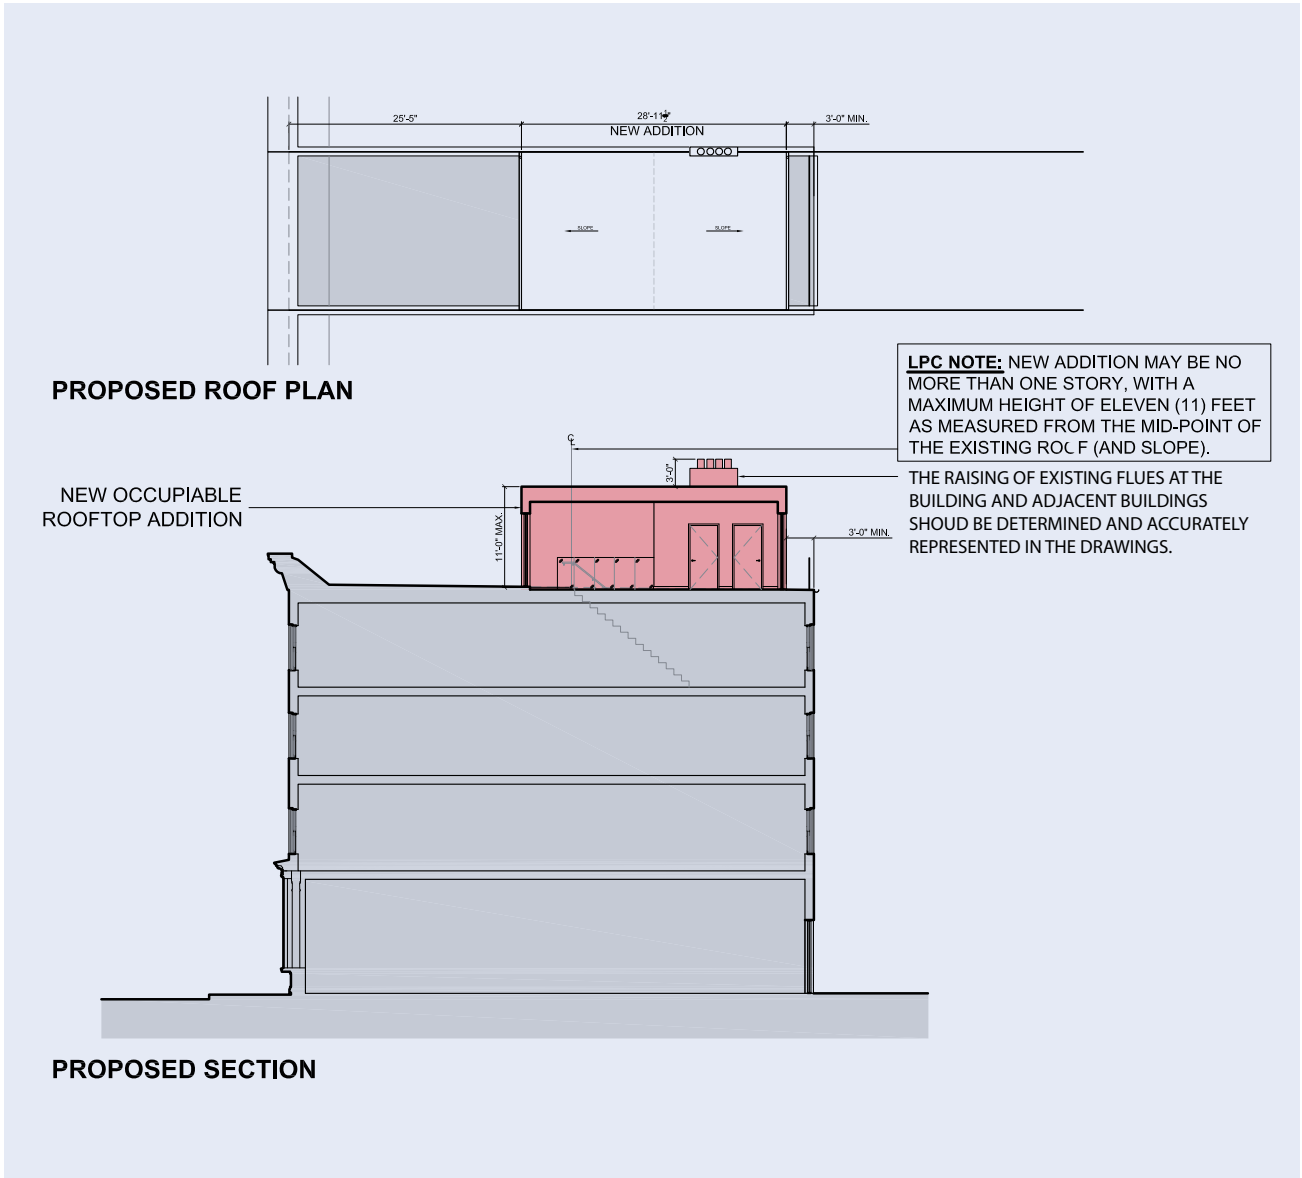 25'-5"
28'-11½"
3'-0" MIN.
NEW ADDITION
SLOPE
SLOPE
PROPOSED ROOF PLAN
LPC NOTE: NEW ADDITION MAY BE NO
MORE THAN ONE STORY, WITH A
MAXIMUM HEIGHT OF ELEVEN (11) FEET
AS MEASURED FROM THE MID-POINT OF
THE EXISTING ROOF (AND SLOPE).
℄
3'-0"
THE RAISING OF EXISTING FLUES AT THE
BUILDING AND ADJACENT BUILDINGS
SHOUD BE DETERMINED AND ACCURATELY
REPRESENTED IN THE DRAWINGS.
NEW OCCUPIABLE
ROOFTOP ADDITION
11'-0" MAX.
3'-0" MIN.
PROPOSED SECTION